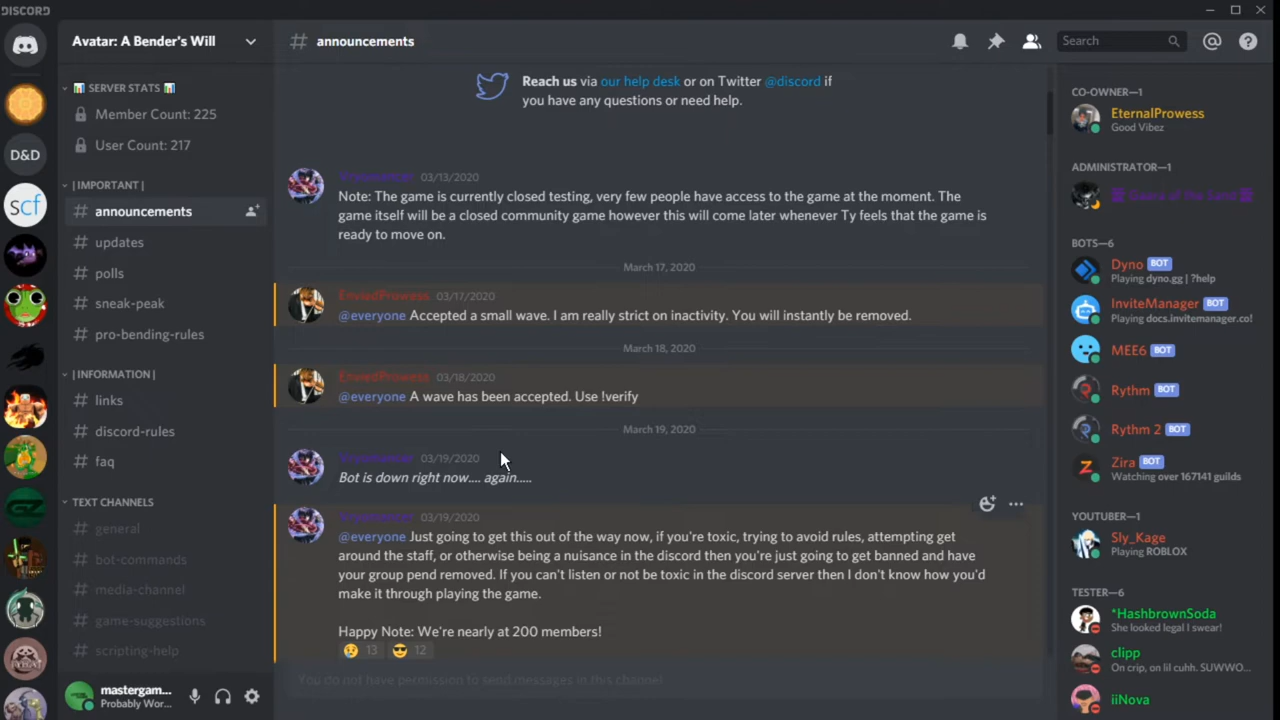 DISCORD
D&D
scf
Avatar: A Bender's Will
SERVER STATS
Member Count: 225
User Count: 217
| IMPORTANT |
announcements
updates
polls
sneak-peak
pro-bending-rules
| INFORMATION |
links
discord-rules
faq
TEXT CHANNELS
general
bot-commands
media-channel
game-suggestions
scripting-help
mastergam...
Probably Wor...
# announcements
Search
Reach us via our help desk or on Twitter @discord if
you have any questions or need help.
03/13/2020
Note: The game is currently closed testing, very few people have access to the game at the moment. The
game itself will be a closed community game however this will come later whenever Ty feels that the game is
ready to move on.
March 17, 2020
EnviedProwess 03/17/2020
@everyone Accepted a small wave. I am really strict on inactivity. You will instantly be removed.
March 18, 2020
EnviedProwess 03/18/2020
@everyone A wave has been accepted. Use !verify
March 19, 2020
03/19/2020
Bot is down right now.... again.....
03/19/2020
@everyone Just going to get this out of the way now, if you're toxic, trying to avoid rules, attempting get
around the staff, or otherwise being a nuisance in the discord then you're just going to get banned and have
your group pend removed. If you can't listen or not be toxic in the discord server then I don't know how you'd
make it through playing the game.
Happy Note: We're nearly at 200 members!
13 12
You do not have permission to send messages in this channel
CO-OWNER—1
EternalProwess
Good Vibez
ADMINISTRATOR—1
BOTS—6
Dyno BOT
Playing dyno.gg | ?help
InviteManager BOT
Playing docs.invitemanager.co!
MEE6 BOT
Rythm BOT
Rythm 2 BOT
Zira BOT
Watching over 167141 guilds
YOUTUBER—1
Sly_Kage
Playing ROBLOX
TESTER—6
*HashbrownSoda
She looked legal I swear!
clipp
On crip, on lil cuhh. SUWWO...
iiNova